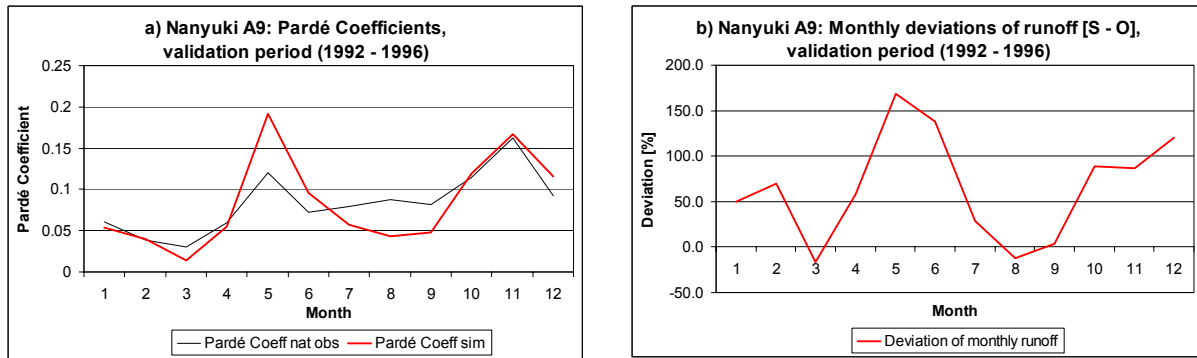 a) Nanyuki A9: Pardé Coefficients,
validation period (1992 - 1996)
0.25
0.2
0.15
0.1
0.05
0
Pardé Coefficient
1 2 3 4 5 6 7 8 9 10 11 12
Month
Pardé Coeff nat obs Pardé Coeff sim
b) Nanyuki A9: Monthly deviations of runoff [S - O],
validation period (1992 - 1996)
200.0
150.0
100.0
50.0
0.0
-50.0
Deviation [%]
1 2 3 4 5 6 7 8 9 10 11 12
Month
Deviation of monthly runoff